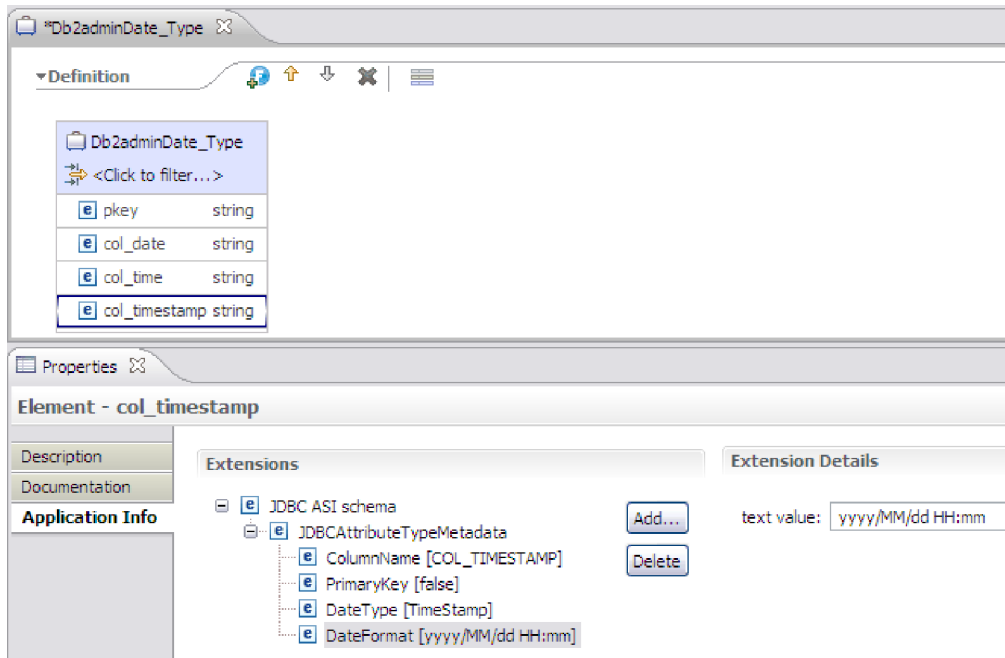 *Db2adminDate_Type
Definition
Db2adminDate_Type
<Click to filter...>
e pkey string
e col_date string
e col_time string
e col_timestamp string
Properties
Element - col_timestamp
Description
Documentation
Application Info
Extensions
e JDBC ASI schema
e JDBCAttributeTypeMetadata
e ColumnName [COL_TIMESTAMP]
e PrimaryKey [false]
e DateType [TimeStamp]
e DateFormat [yyyy/MM/dd HH:mm]
Add...
Delete
Extension Details
text value: yyyy/MM/dd HH:mm